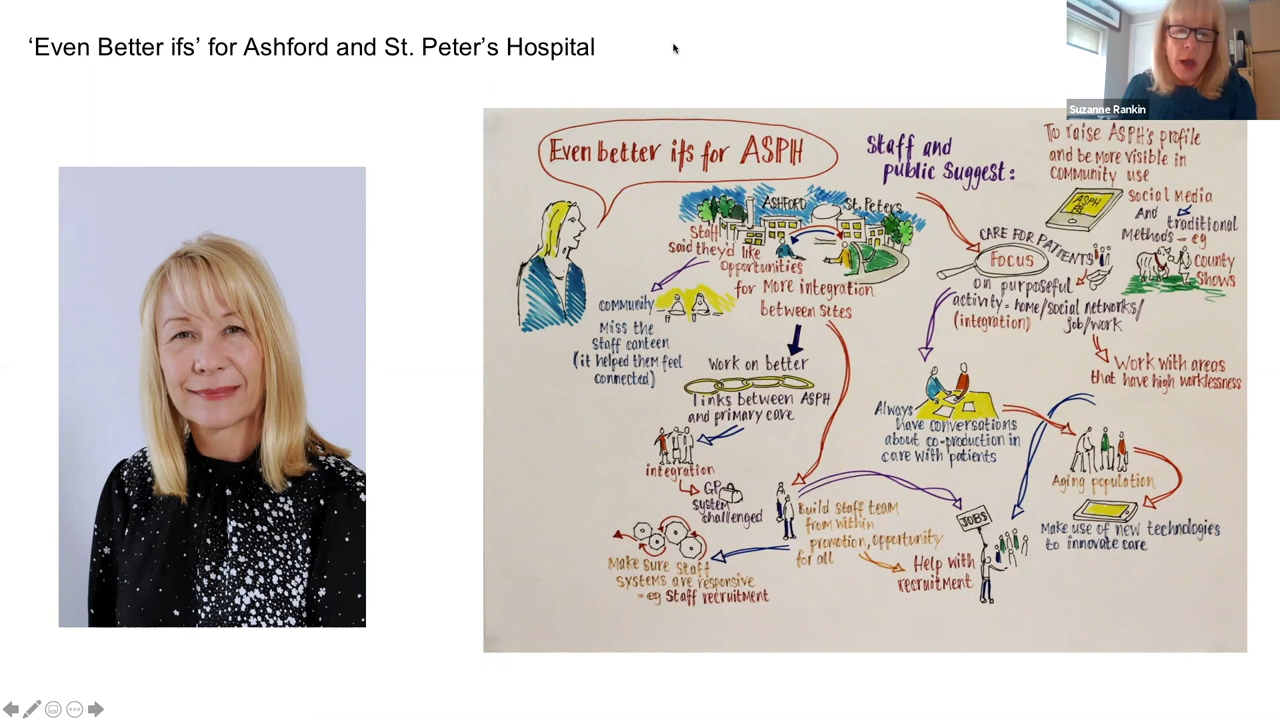 ‘Even Better ifs’ for Ashford and St. Peter’s Hospital
Suzanne Rankin
Even better ifs for ASPH
Staff and
public suggest:
To raise ASPH's profile
and be more visible in
community use
Social Media
And
traditional
Methods - eg
county
shows
ASPH
ASHFORD
St. Peters
Staff
said they'd like
opportunities
for more integration
between sites
CARE FOR PATIENTS
Focus
on purposeful
activity - home/social networks/
(integration) job/work
Work with areas
that have high worklessness
community
Miss the
staff canteen
(it helped them feel
connected)
Work on better
links between ASPH
and primary care
integration
GP
system
challenged
Always
have conversations
about co-production in
care with patients
Aging population
Make use of new technologies
to innovate care
Build staff team
from within
promotion, opportunity
for all
JOBS
Help with
recruitment
Make sure staff
systems are responsive
- eg Staff recruitment